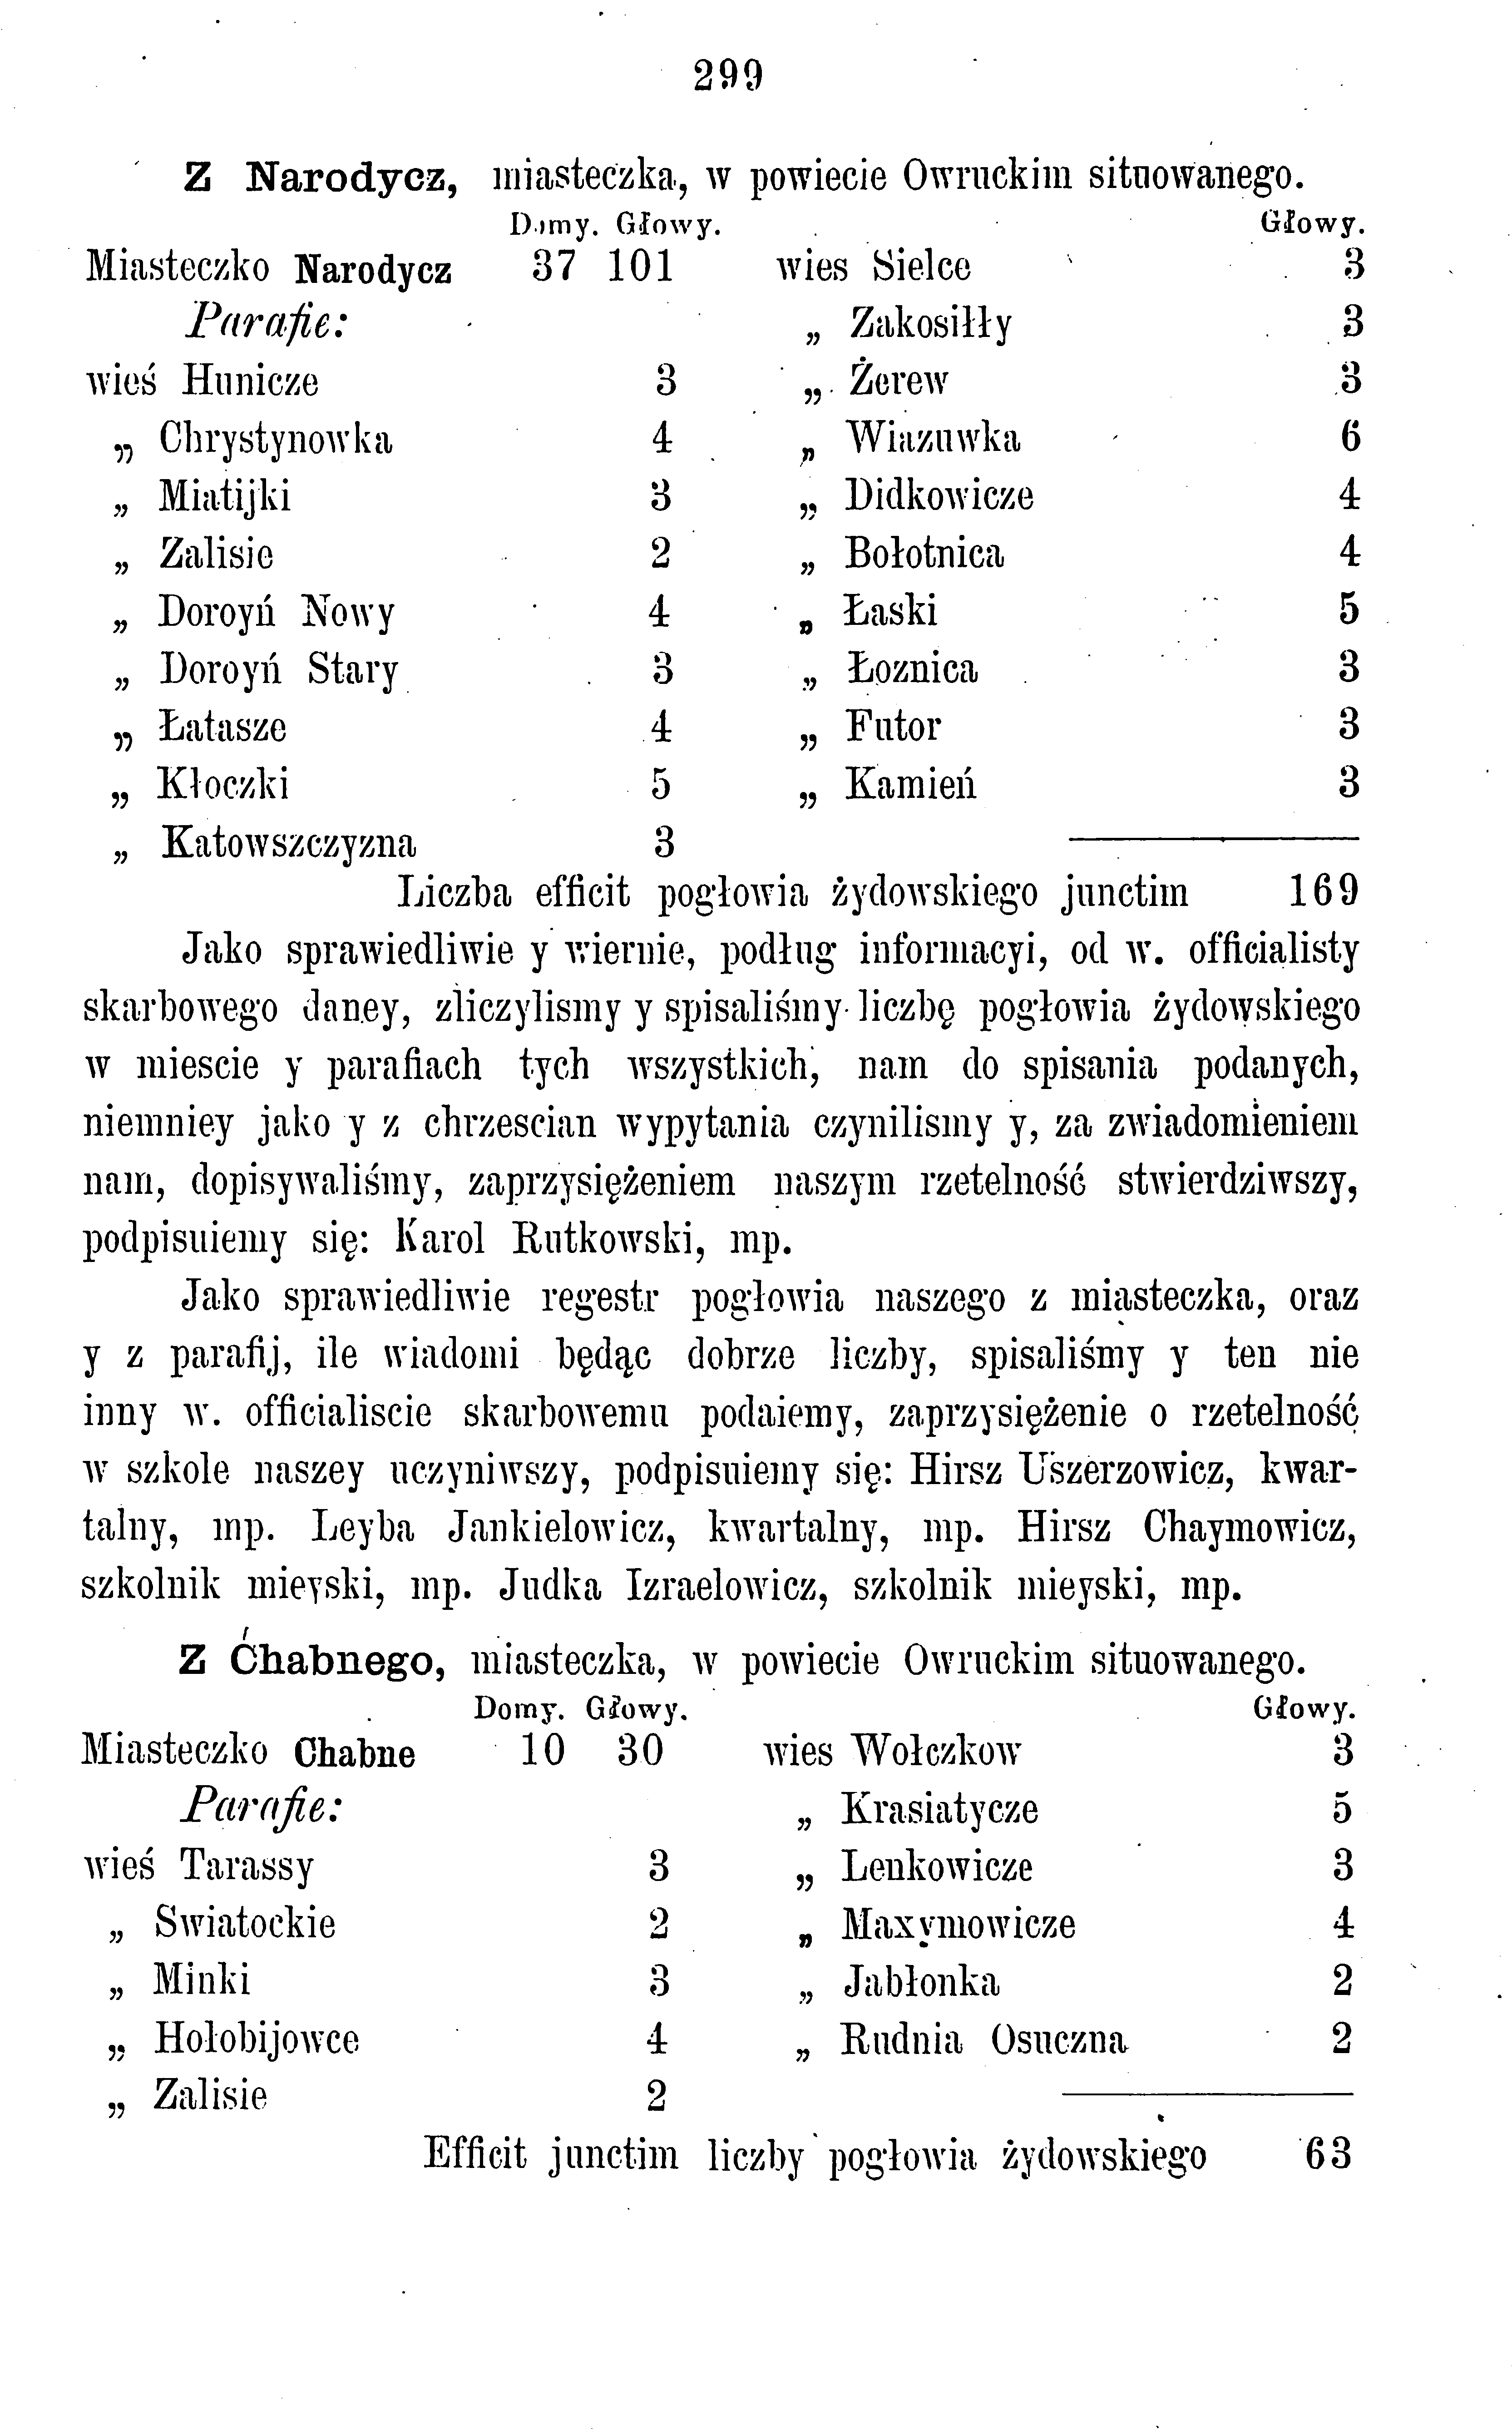 299
Z Narodycz, miasteczka, w powiecie Owruckim situowanego.
Domy. Głowy. Głowy.
Miasteczko Narodycz 37 101 wies Sielce 3
Parafie: „ Zakosiłły 3
wieś Hunicze 3 „ Żerew 3
„ Chrystynowka 4 „ Wiazuwka 6
„ Miatijki 3 „ Didkowicze 4
„ Zalisie 2 „ Bołotnica 4
„ Doroyń Nowy 4 „ Łaski 5
„ Doroyń Stary 3 „ Łoznica 3
„ Łatasze 4 „ Futor 3
„ Kłoczki 5 „ Kamień 3
„ Katowszczyzna 3
Liczba efficit pogłowia żydowskiego junctim 169
Jako sprawiedliwie y wiernie, podług informacyi, od w. officialisty
skarbowego daney, zliczylismy y spisaliśmy liczbę pogłowia żydowskiego
w miescie y parafiach tych wszystkich, nam do spisania podanych,
niemniey jako y z chrzescian wypytania czynilismy y, za zwiadomieniem
nam, dopisywaliśmy, zaprzysiężeniem naszym rzetelność stwierdziwszy,
podpisuiemy się: Karol Rutkowski, mp.
Jako sprawiedliwie regestr pogłowia naszego z miasteczka, oraz
y z parafij, ile wiadomi będąc dobrze liczby, spisaliśmy y ten nie
inny w. officialiscie skarbowemu podaiemy, zaprzysiężenie o rzetelność
w szkole naszey uczyniwszy, podpisuiemy się: Hirsz Uszerzowicz, kwar-
talny, mp. Leyba Jankielowicz, kwartalny, mp. Hirsz Chaymowicz,
szkolnik mieyski, mp. Judka Izraelowicz, szkolnik mieyski, mp.
Z Chabnego, miasteczka, w powiecie Owruckim situowanego.
Domy. Głowy. Głowy.
Miasteczko Chabne 10 30 wies Wołczkow 3
Parafie: „ Krasiatycze 5
wieś Tarassy 3 „ Lenkowicze 3
„ Swiatockie 2 „ Maxymowicze 4
„ Minki 3 „ Jabłonka 2
„ Hołobijowce 4 „ Rudnia Osuczna 2
„ Zalisie 2
Efficit junctim liczby pogłowia żydowskiego 63